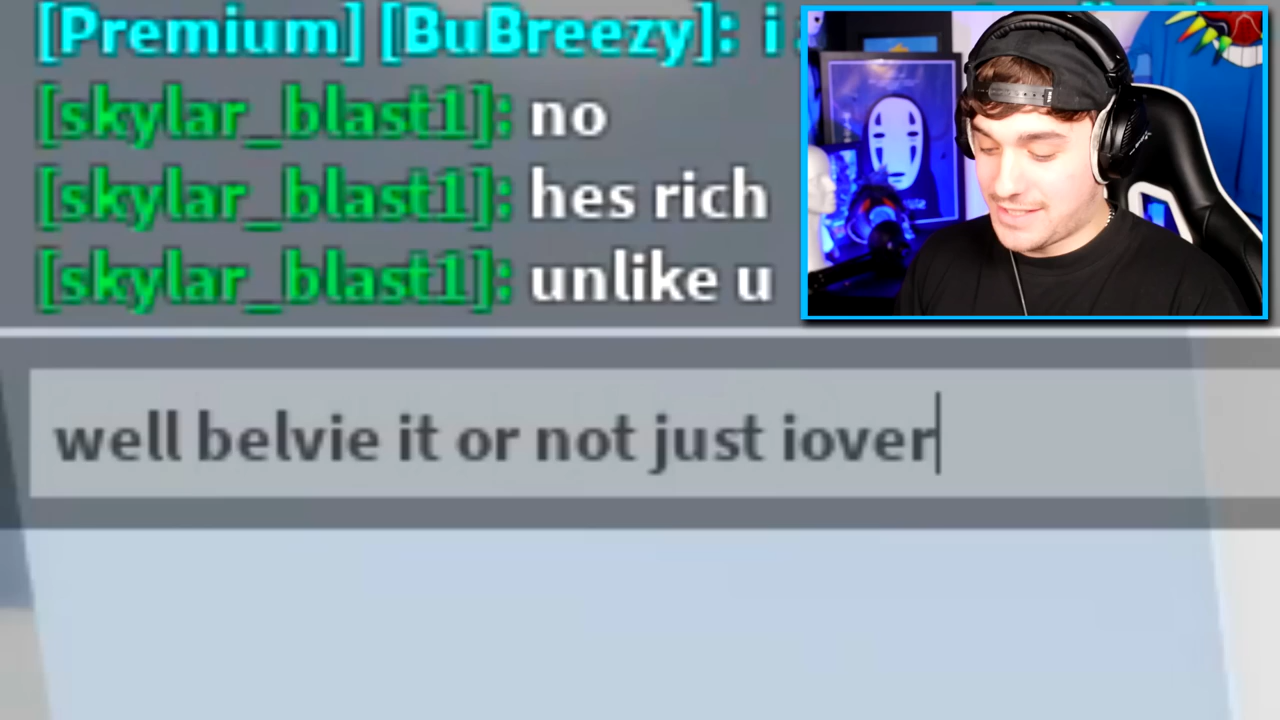 [Premium] [BuBreezy]: i
[skylar_blast1]: no
[skylar_blast1]: hes rich
[skylar_blast1]: unlike u
well belvie it or not just iover